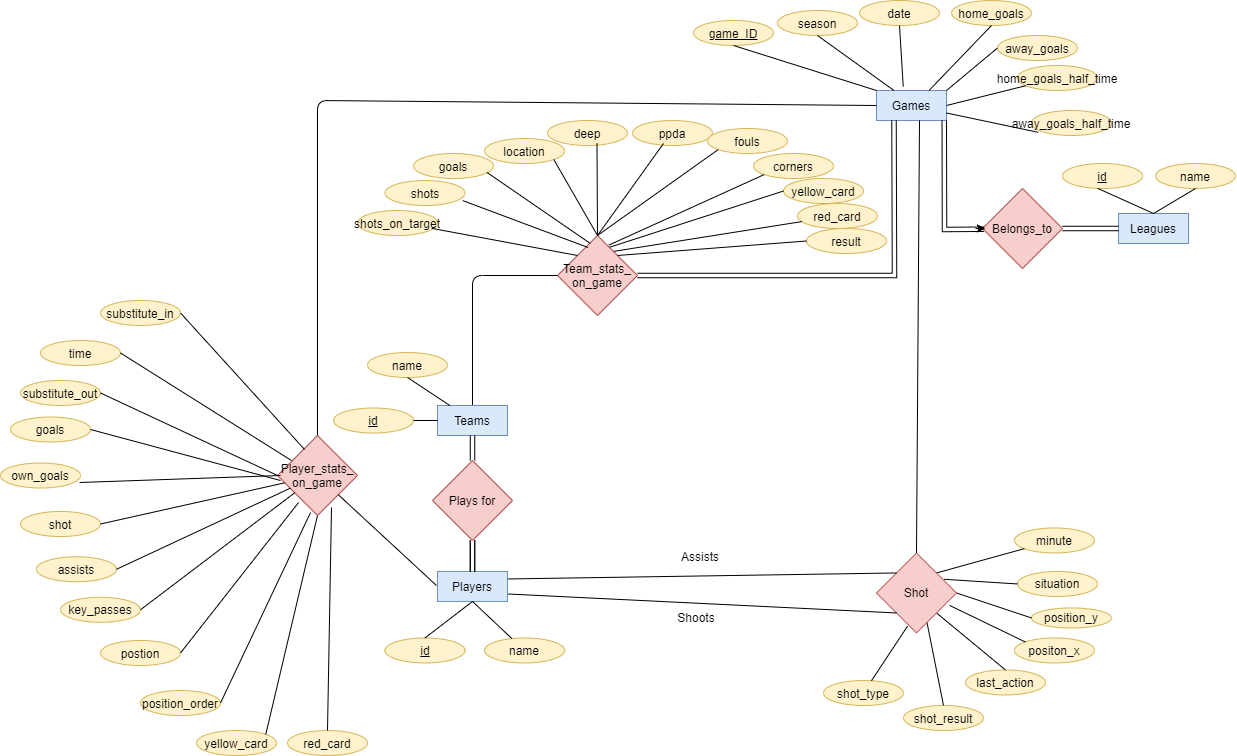 date
home_goals
season
game_ID
away_goals
home_goals_half_time
Games
away_goals_half_time
deep
ppda
fouls
location
goals
corners
shots
yellow_card
shots_on_target
red_card
result
id
name
Belongs_to
Leagues
Team_stats_
on_game
substitute_in
time
substitute_out
goals
own_goals
shot
assists
key_passes
postion
position_order
yellow_card
red_card
Player_stats_
on_game
name
id
Teams
Plays for
Players
id
name
Assists
Shoots
Shot
minute
situation
position_y
positon_x
last_action
shot_type
shot_result